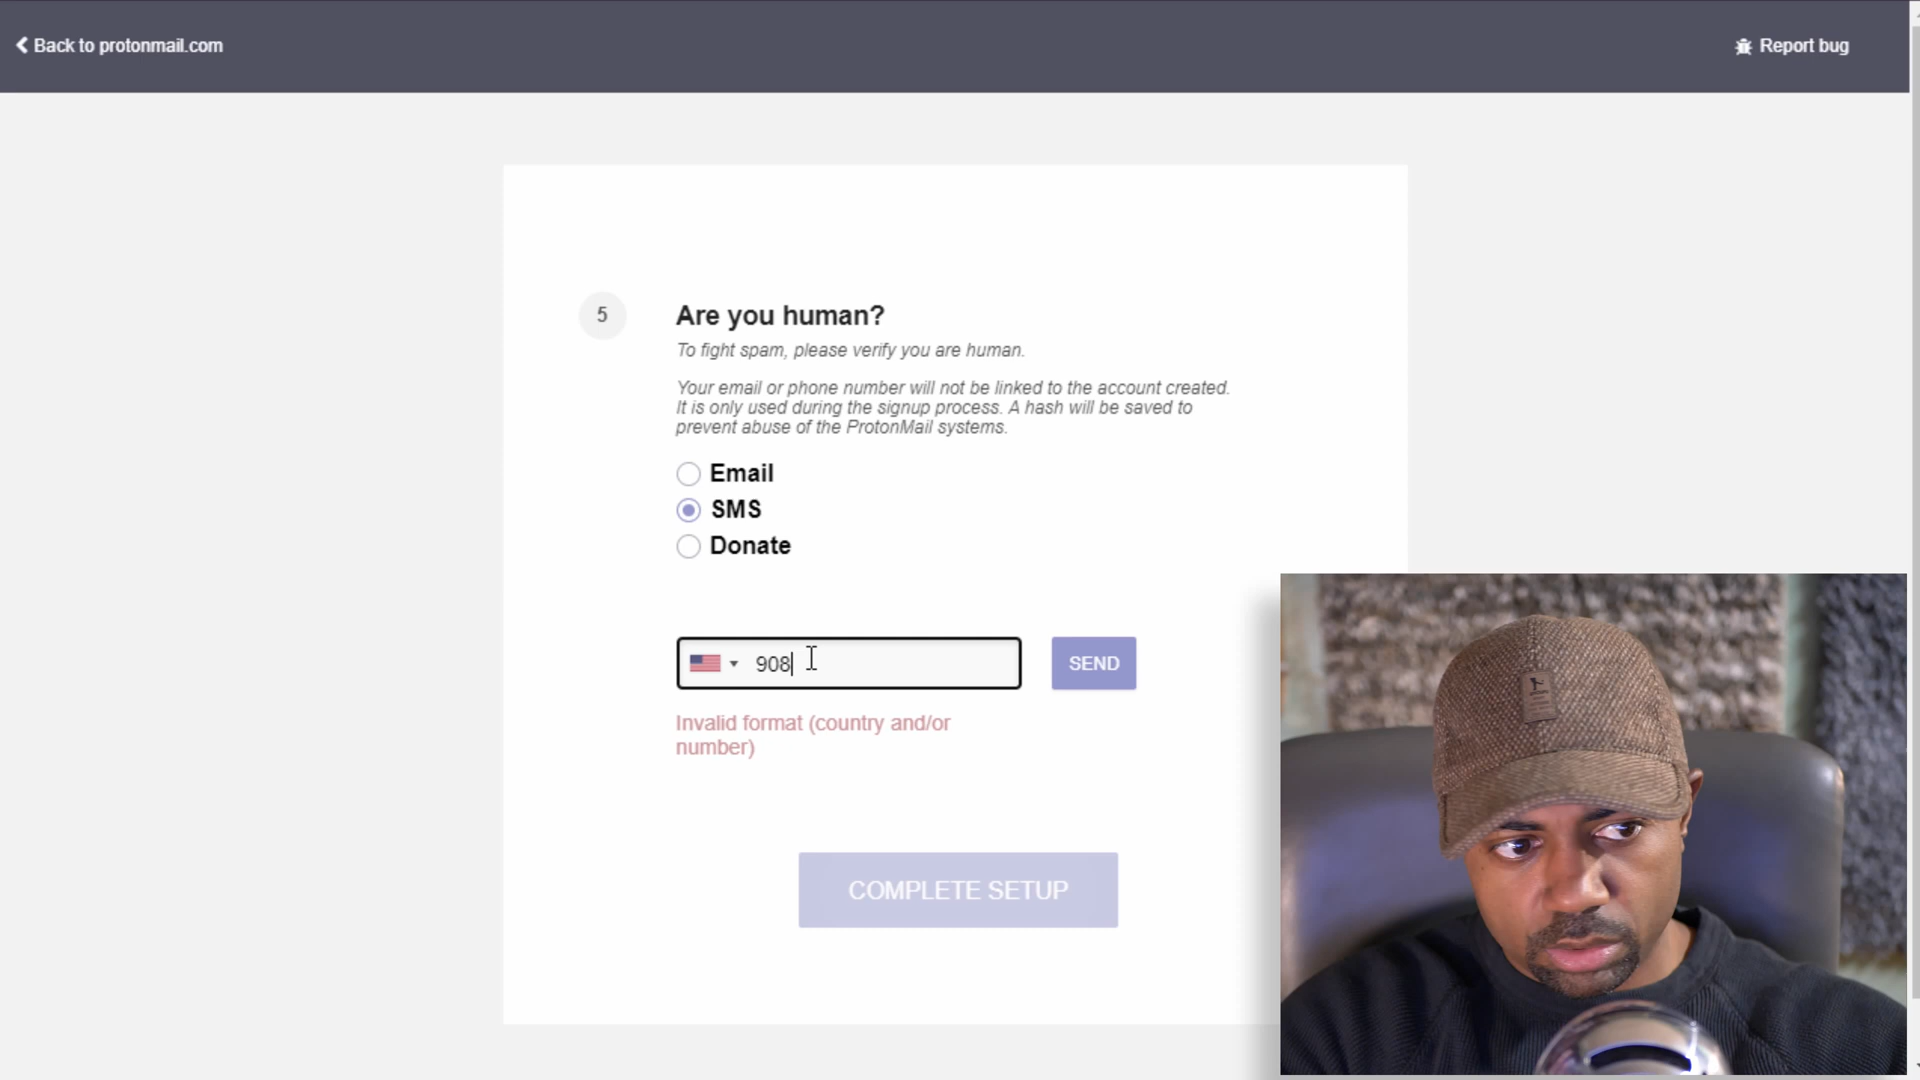 Back to protonmail.com
Report bug
5
Are you human?
To fight spam, please verify you are human.
Your email or phone number will not be linked to the account created.
It is only used during the signup process. A hash will be saved to
prevent abuse of the ProtonMail systems.
Email
SMS
Donate
908
SEND
Invalid format (country and/or
number)
COMPLETE SETUP